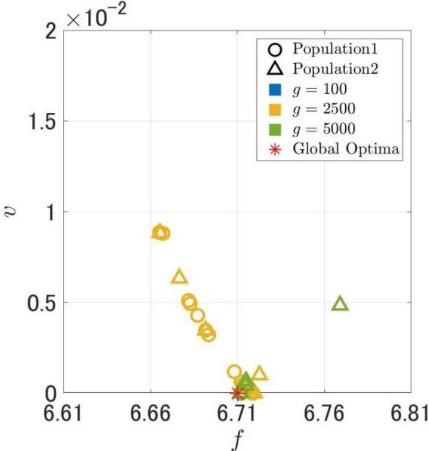 ×10⁻²
2
1.5
1
0.5
0
v
6.61 6.66 6.71 6.76 6.81
f
Population1
Population2
g = 100
g = 2500
g = 5000
Global Optima